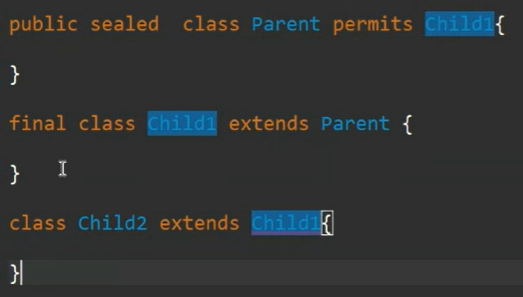 public sealed  class Parent permits Child1{
}
final class Child1 extends Parent {
}
class Child2 extends Child1{
}